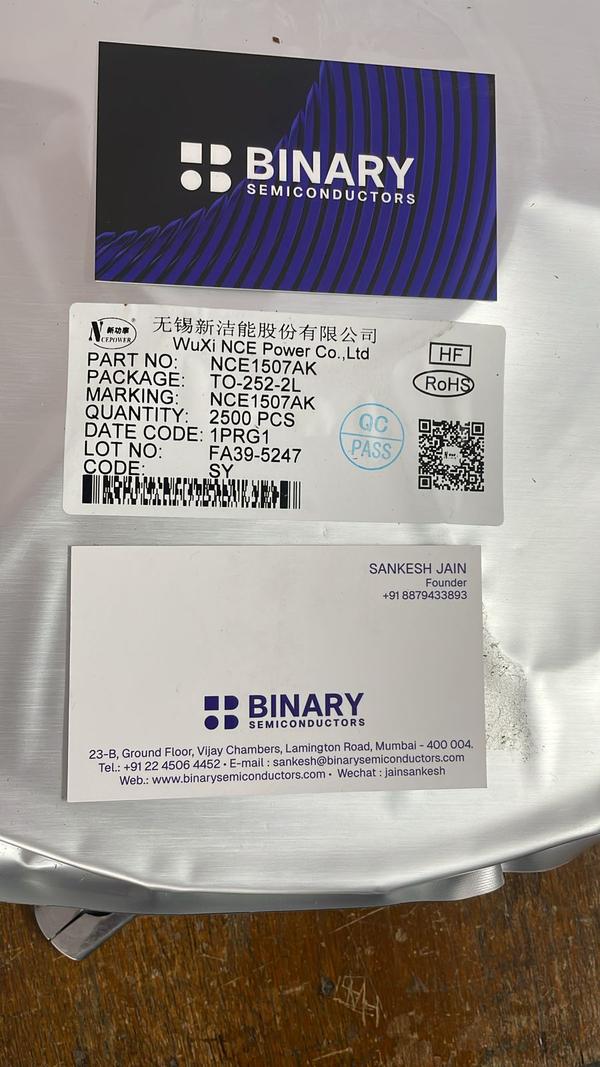 BINARY
SEMICONDUCTORS
新功率
NCEPOWER
®
无锡新洁能股份有限公司
WuXi NCE Power Co.,Ltd
PART NO: NCE1507AK
PACKAGE: TO-252-2L
MARKING: NCE1507AK
QUANTITY: 2500 PCS
DATE CODE: 1PRG1
LOT NO: FA39-5247
CODE: SY
HF
RoHS
QC
PASS
SANKESH JAIN
Founder
+91 8879433893
BINARY
SEMICONDUCTORS
23-B, Ground Floor, Vijay Chambers, Lamington Road, Mumbai - 400 004.
Tel.: +91 22 4506 4452 • E-mail : sankesh@binarysemiconductors.com
Web.: www.binarysemiconductors.com • Wechat : jainsankesh